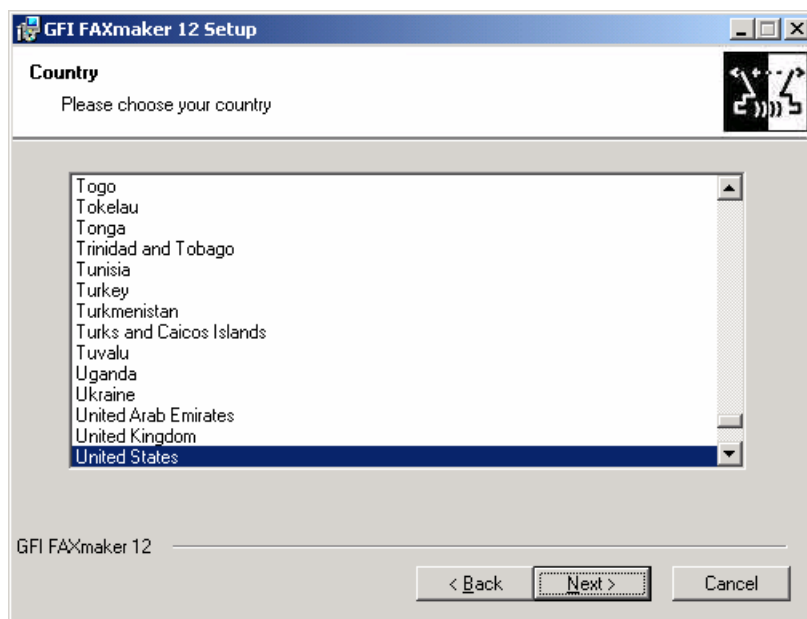 GFI FAXmaker 12 Setup
Country
Please choose your country
Togo
Tokelau
Tonga
Trinidad and Tobago
Tunisia
Turkey
Turkmenistan
Turks and Caicos Islands
Tuvalu
Uganda
Ukraine
United Arab Emirates
United Kingdom
United States
GFI FAXmaker 12
< Back Next > Cancel